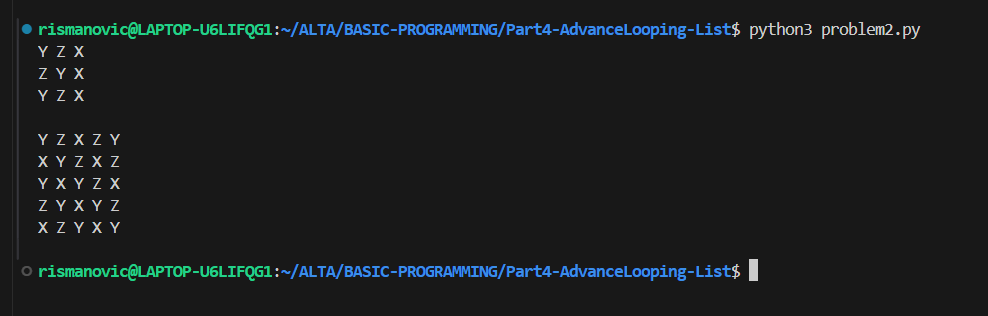 rismanovic@LAPTOP-U6LIFQG1:~/ALTA/BASIC-PROGRAMMING/Part4-AdvanceLooping-List$ python3 problem2.py
Y Z X
Z Y X
Y Z X
Y Z X Z Y
X Y Z X Z
Y X Y Z X
Z Y X Y Z
X Z Y X Y
rismanovic@LAPTOP-U6LIFQG1:~/ALTA/BASIC-PROGRAMMING/Part4-AdvanceLooping-List$